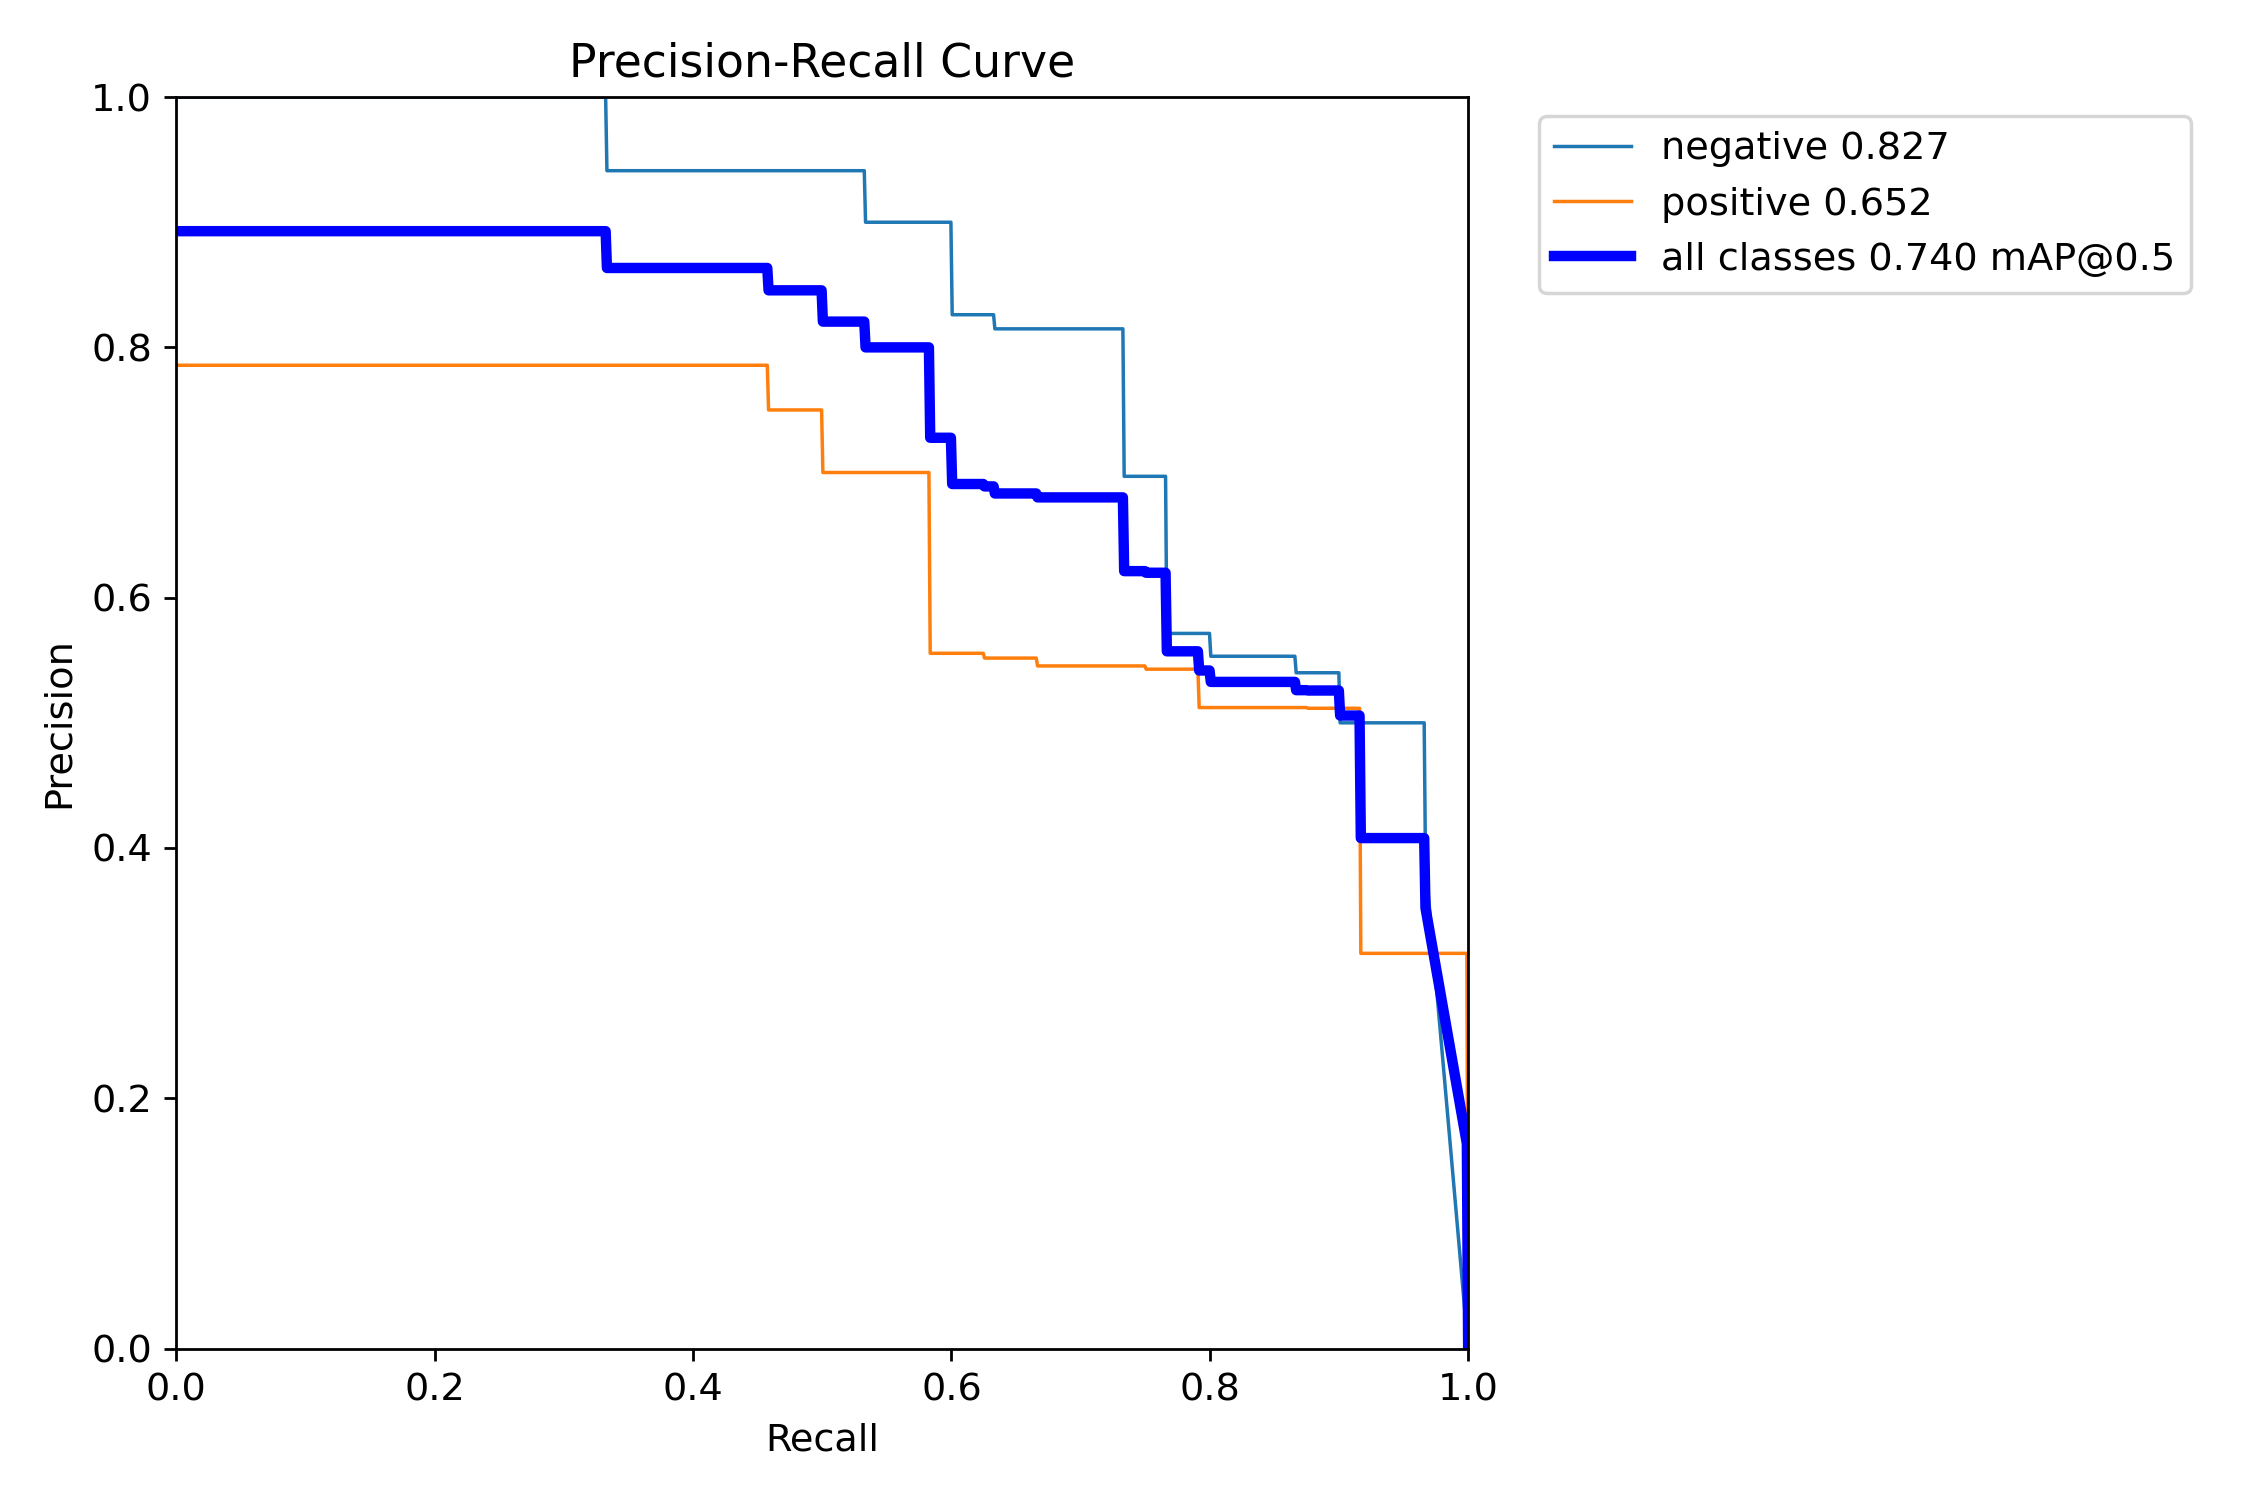 Precision-Recall Curve
negative 0.827
positive 0.652
all classes 0.740 mAP@0.5
Precision
1.0
0.8
0.6
0.4
0.2
0.0
0.0 0.2 0.4 0.6 0.8 1.0
Recall